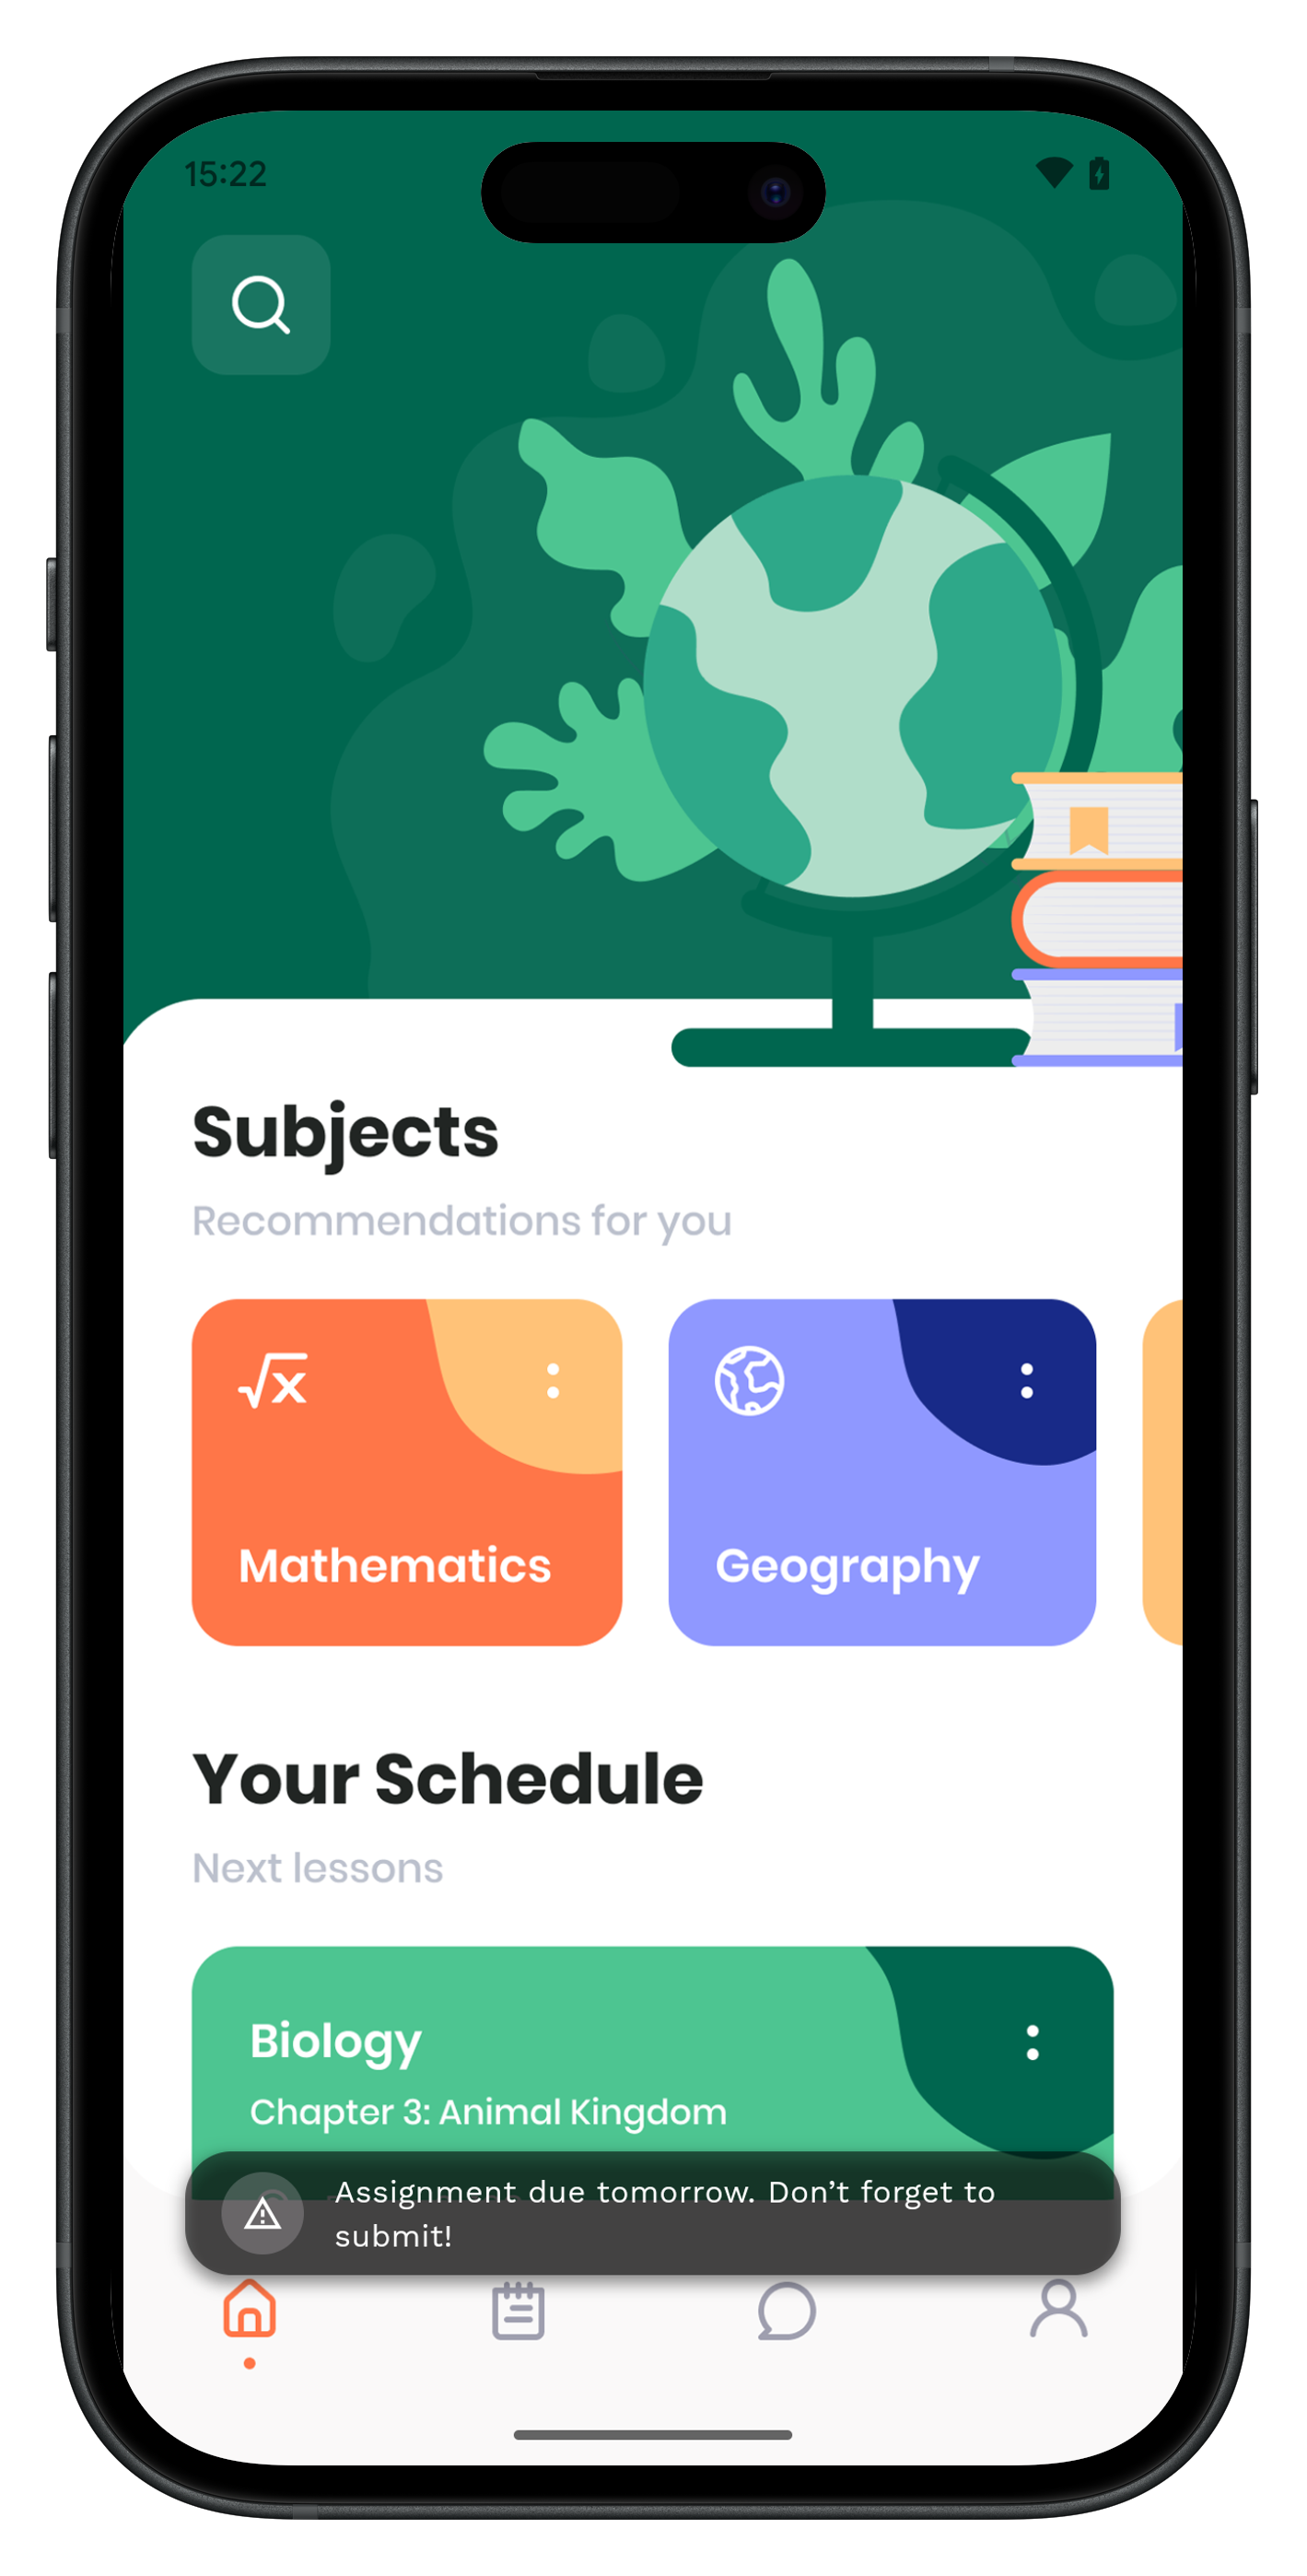 15:22
Subjects
Recommendations for you
Mathematics
Geography
Your Schedule
Next lessons
Biology
Chapter 3: Animal Kingdom
Assignment due tomorrow. Don’t forget to
submit!